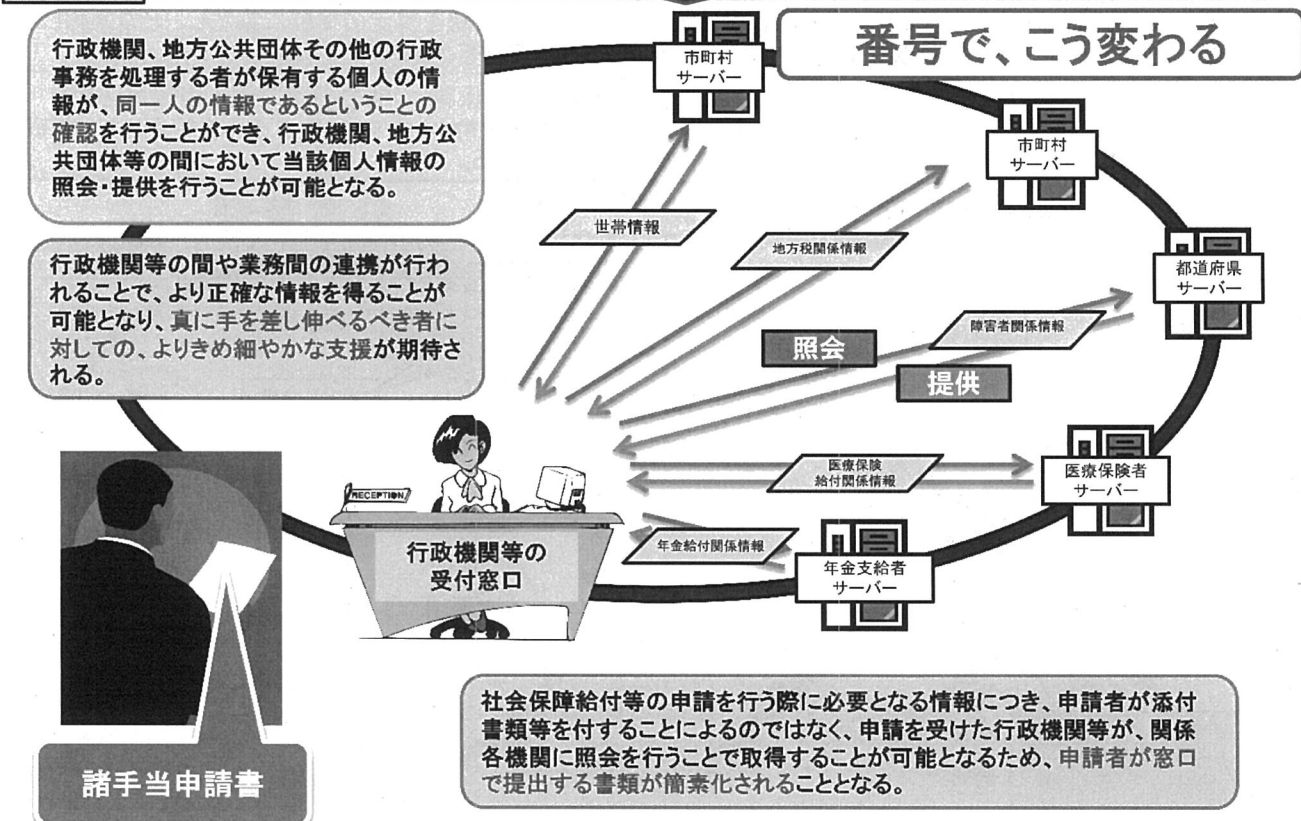 番号で、こう変わる
行政機関、地方公共団体その他の行政
事務を処理する者が保有する個人の情
報が、同一人の情報であるということの
確認を行うことができ、行政機関、地方公
共団体等の間において当該個人情報の
照会・提供を行うことが可能となる。
行政機関等の間や業務間の連携が行わ
れることで、より正確な情報を得ることが
可能となり、真に手を差し伸べるべき者に
対しての、よりきめ細やかな支援が期待さ
れる。
市町村
サーバー
市町村
サーバー
都道府県
サーバー
医療保険者
サーバー
年金支給者
サーバー
世帯情報
地方税関係情報
障害者関係情報
照会
提供
医療保険
給付関係情報
年金給付関係情報
RECEPTION
行政機関等の
受付窓口
諸手当申請書
社会保障給付等の申請を行う際に必要となる情報につき、申請者が添付
書類等を付することによるのではなく、申請を受けた行政機関等が、関係
各機関に照会を行うことで取得することが可能となるため、申請者が窓口
で提出する書類が簡素化されることとなる。